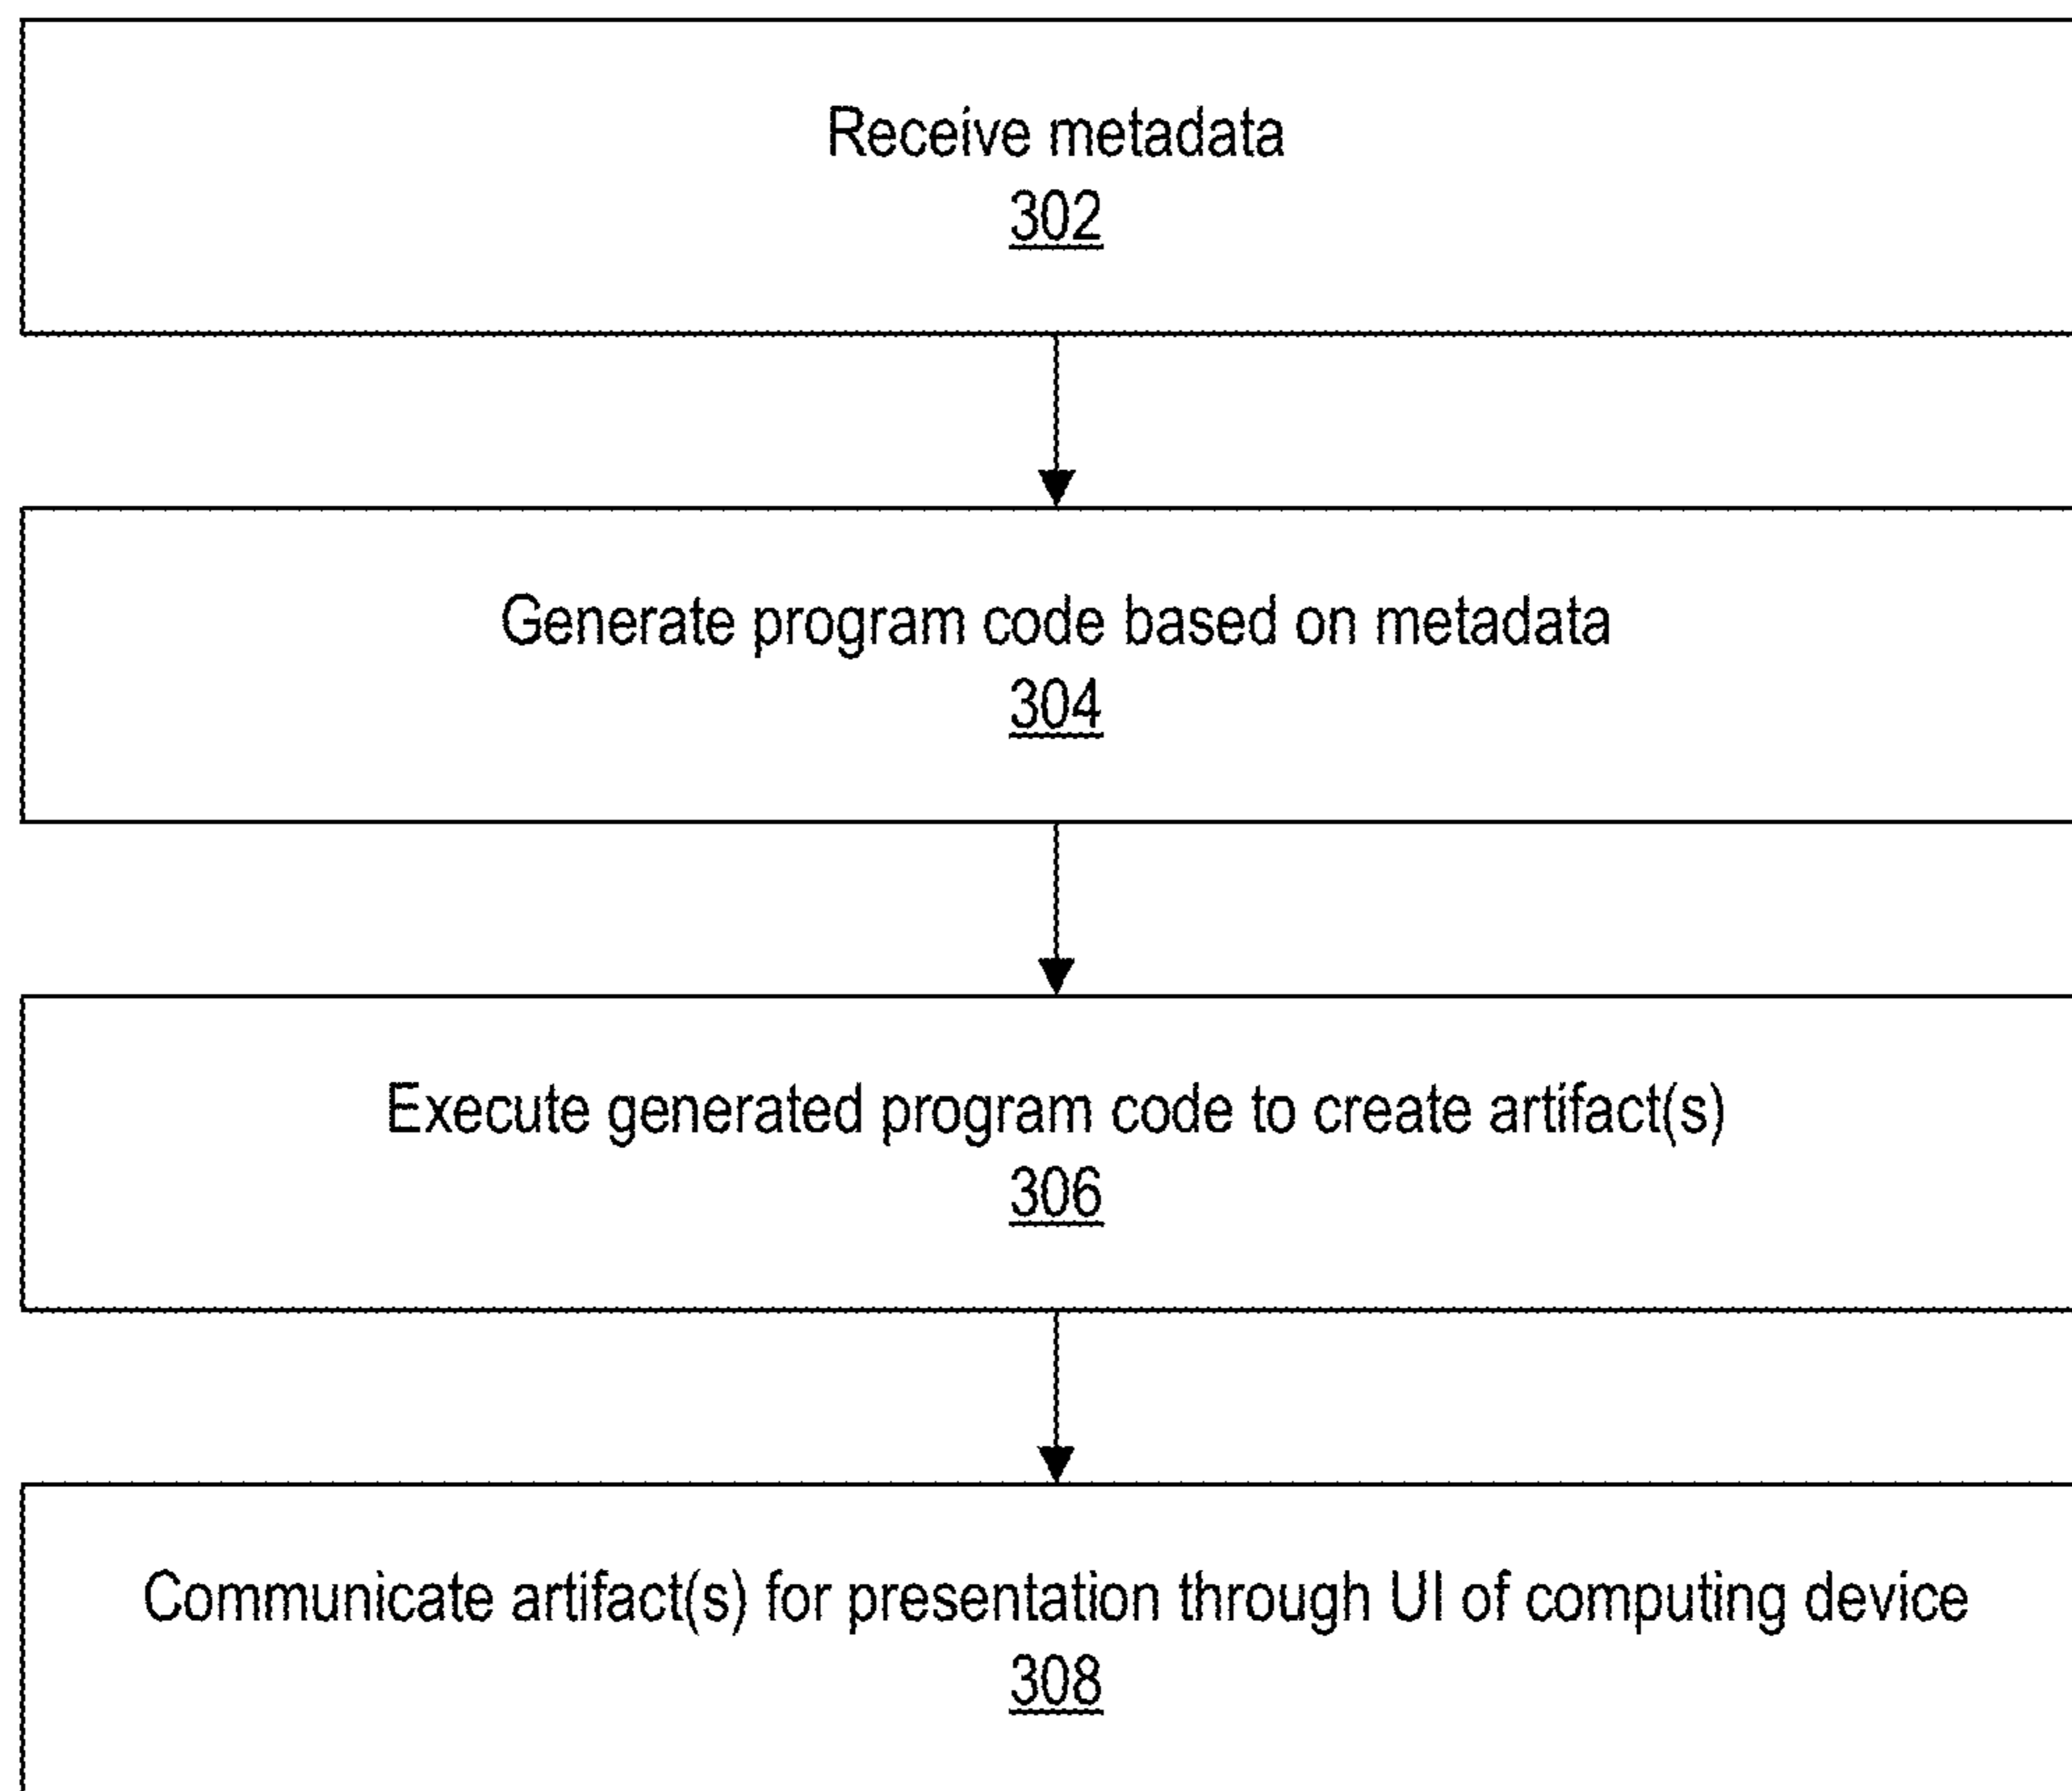 Receive metadata
302
Generate program code based on metadata
304
Execute generated program code to create artifact(s)
306
Communicate artifact(s) for presentation through UI of computing device
308